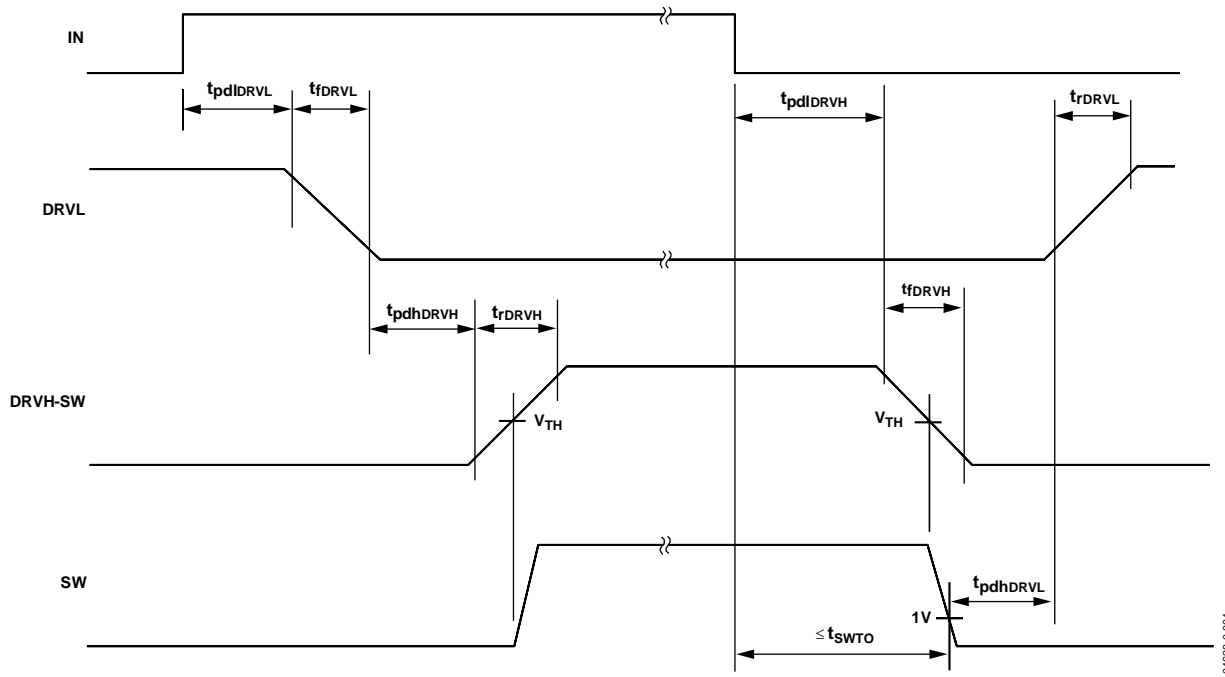 IN
tpdlDRVL
tfDRVL
tpdlDRVH
trDRVL
DRVL
tpdhDRVH
trDRVH
tfDRVH
DRVH-SW
VTH
VTH
SW
tpdhDRVL
1V
≤ tSWTO